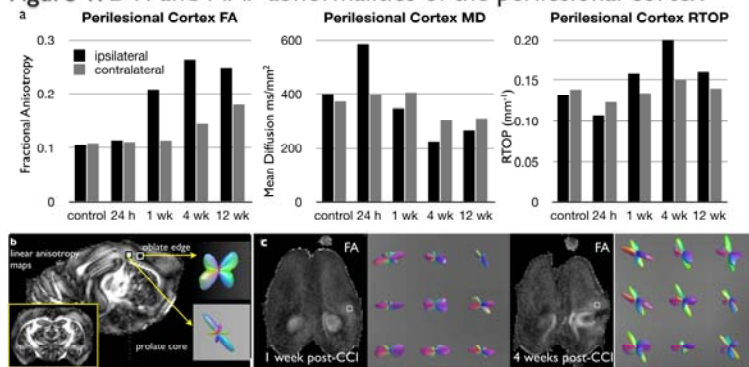 a
Perilesional Cortex FA
Fractional Anisotropy
0.3
0.2
0.1
0
ipsilateral
contralateral
control 24 h 1 wk 4 wk 12 wk
Perilesional Cortex MD
Mean Diffusion ms/mm²
600
400
200
0
control 24 h 1 wk 4 wk 12 wk
Perilesional Cortex RTOP
RTOP (mm⁻¹)
0.20
0.15
0.10
0.05
0
control 24 h 1 wk 4 wk 12 wk
b
linear anisotropy
maps
oblate edge
prolate core
c
FA
1 week post-CCI
FA
4 weeks post-CCI